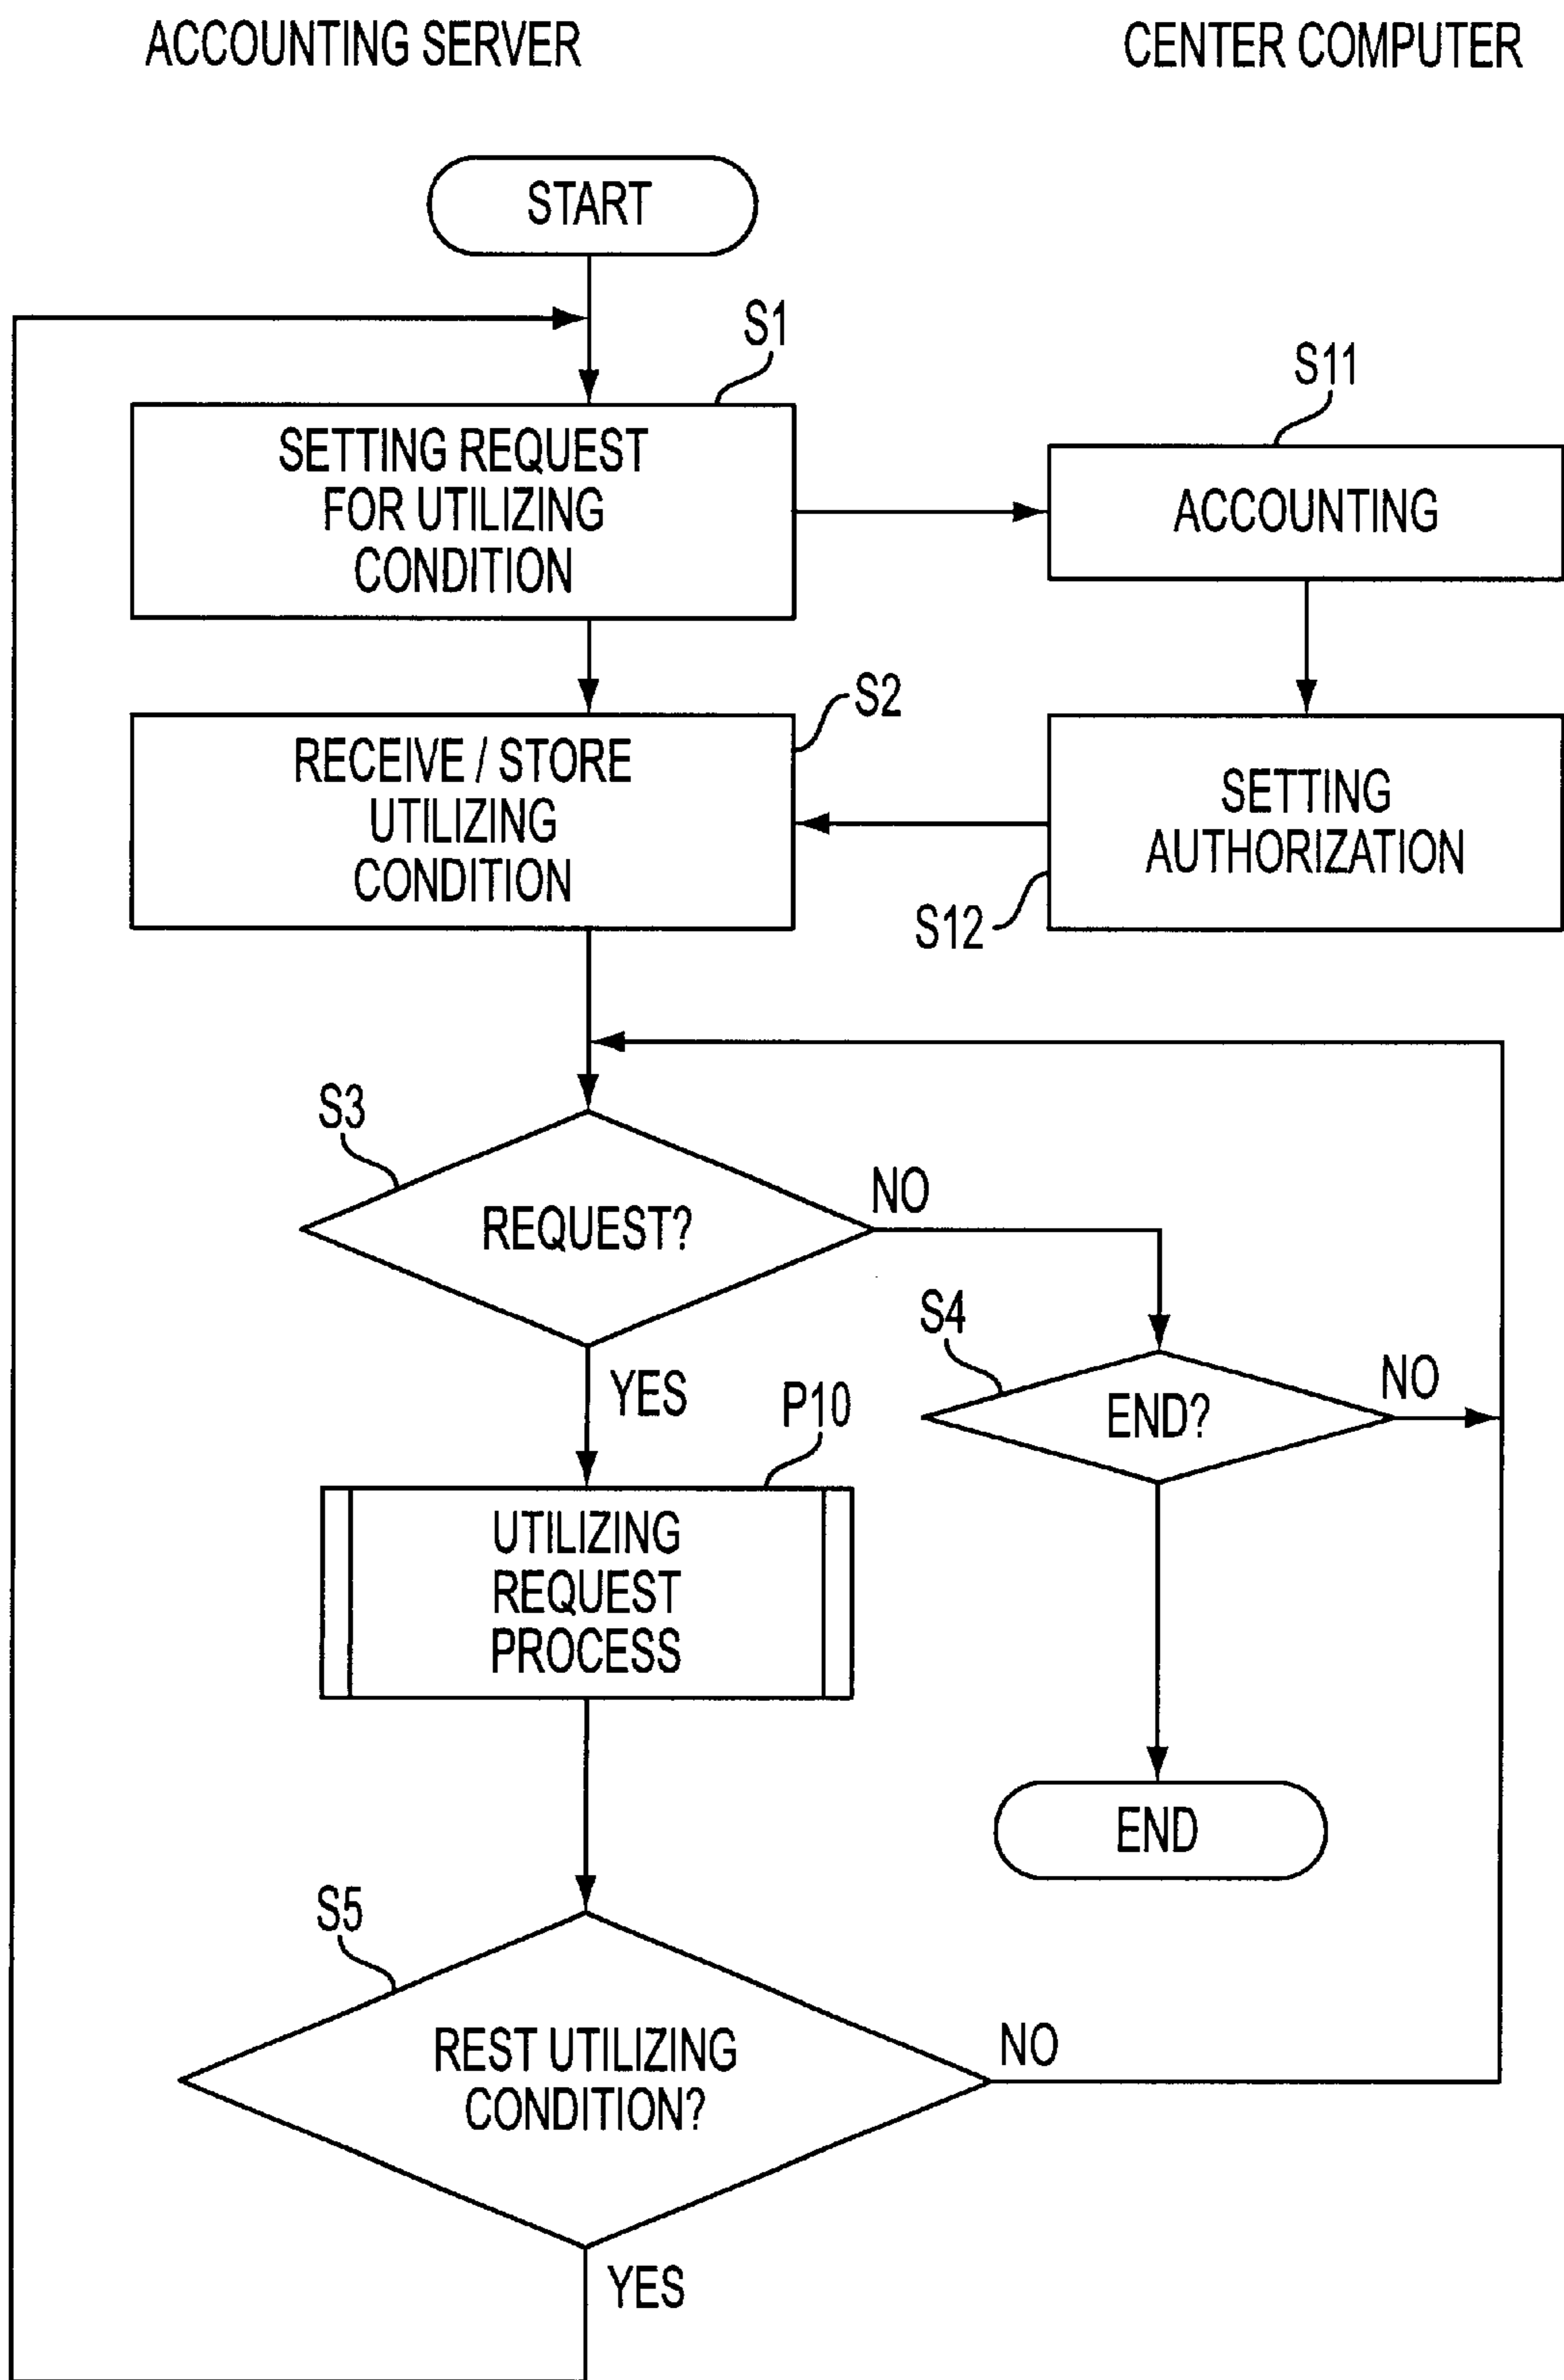 ACCOUNTING SERVER
CENTER COMPUTER
START
S1
SETTING REQUEST
FOR UTILIZING
CONDITION
S11
ACCOUNTING
S2
RECEIVE / STORE
UTILIZING
CONDITION
SETTING
AUTHORIZATION
S12
S3
REQUEST?
NO
YES
S4
END?
NO
P10
UTILIZING
REQUEST
PROCESS
END
S5
REST UTILIZING
CONDITION?
NO
YES